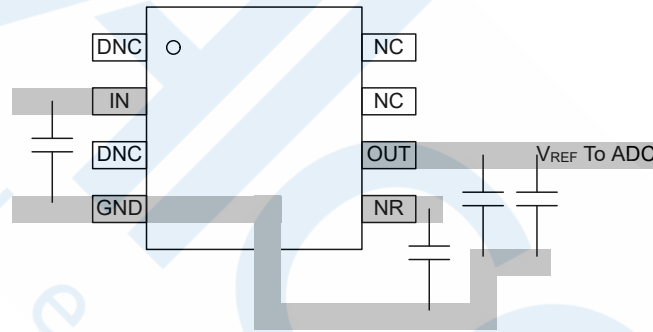 DNC NC
IN NC
DNC OUT VREF To ADC
GND NR
e